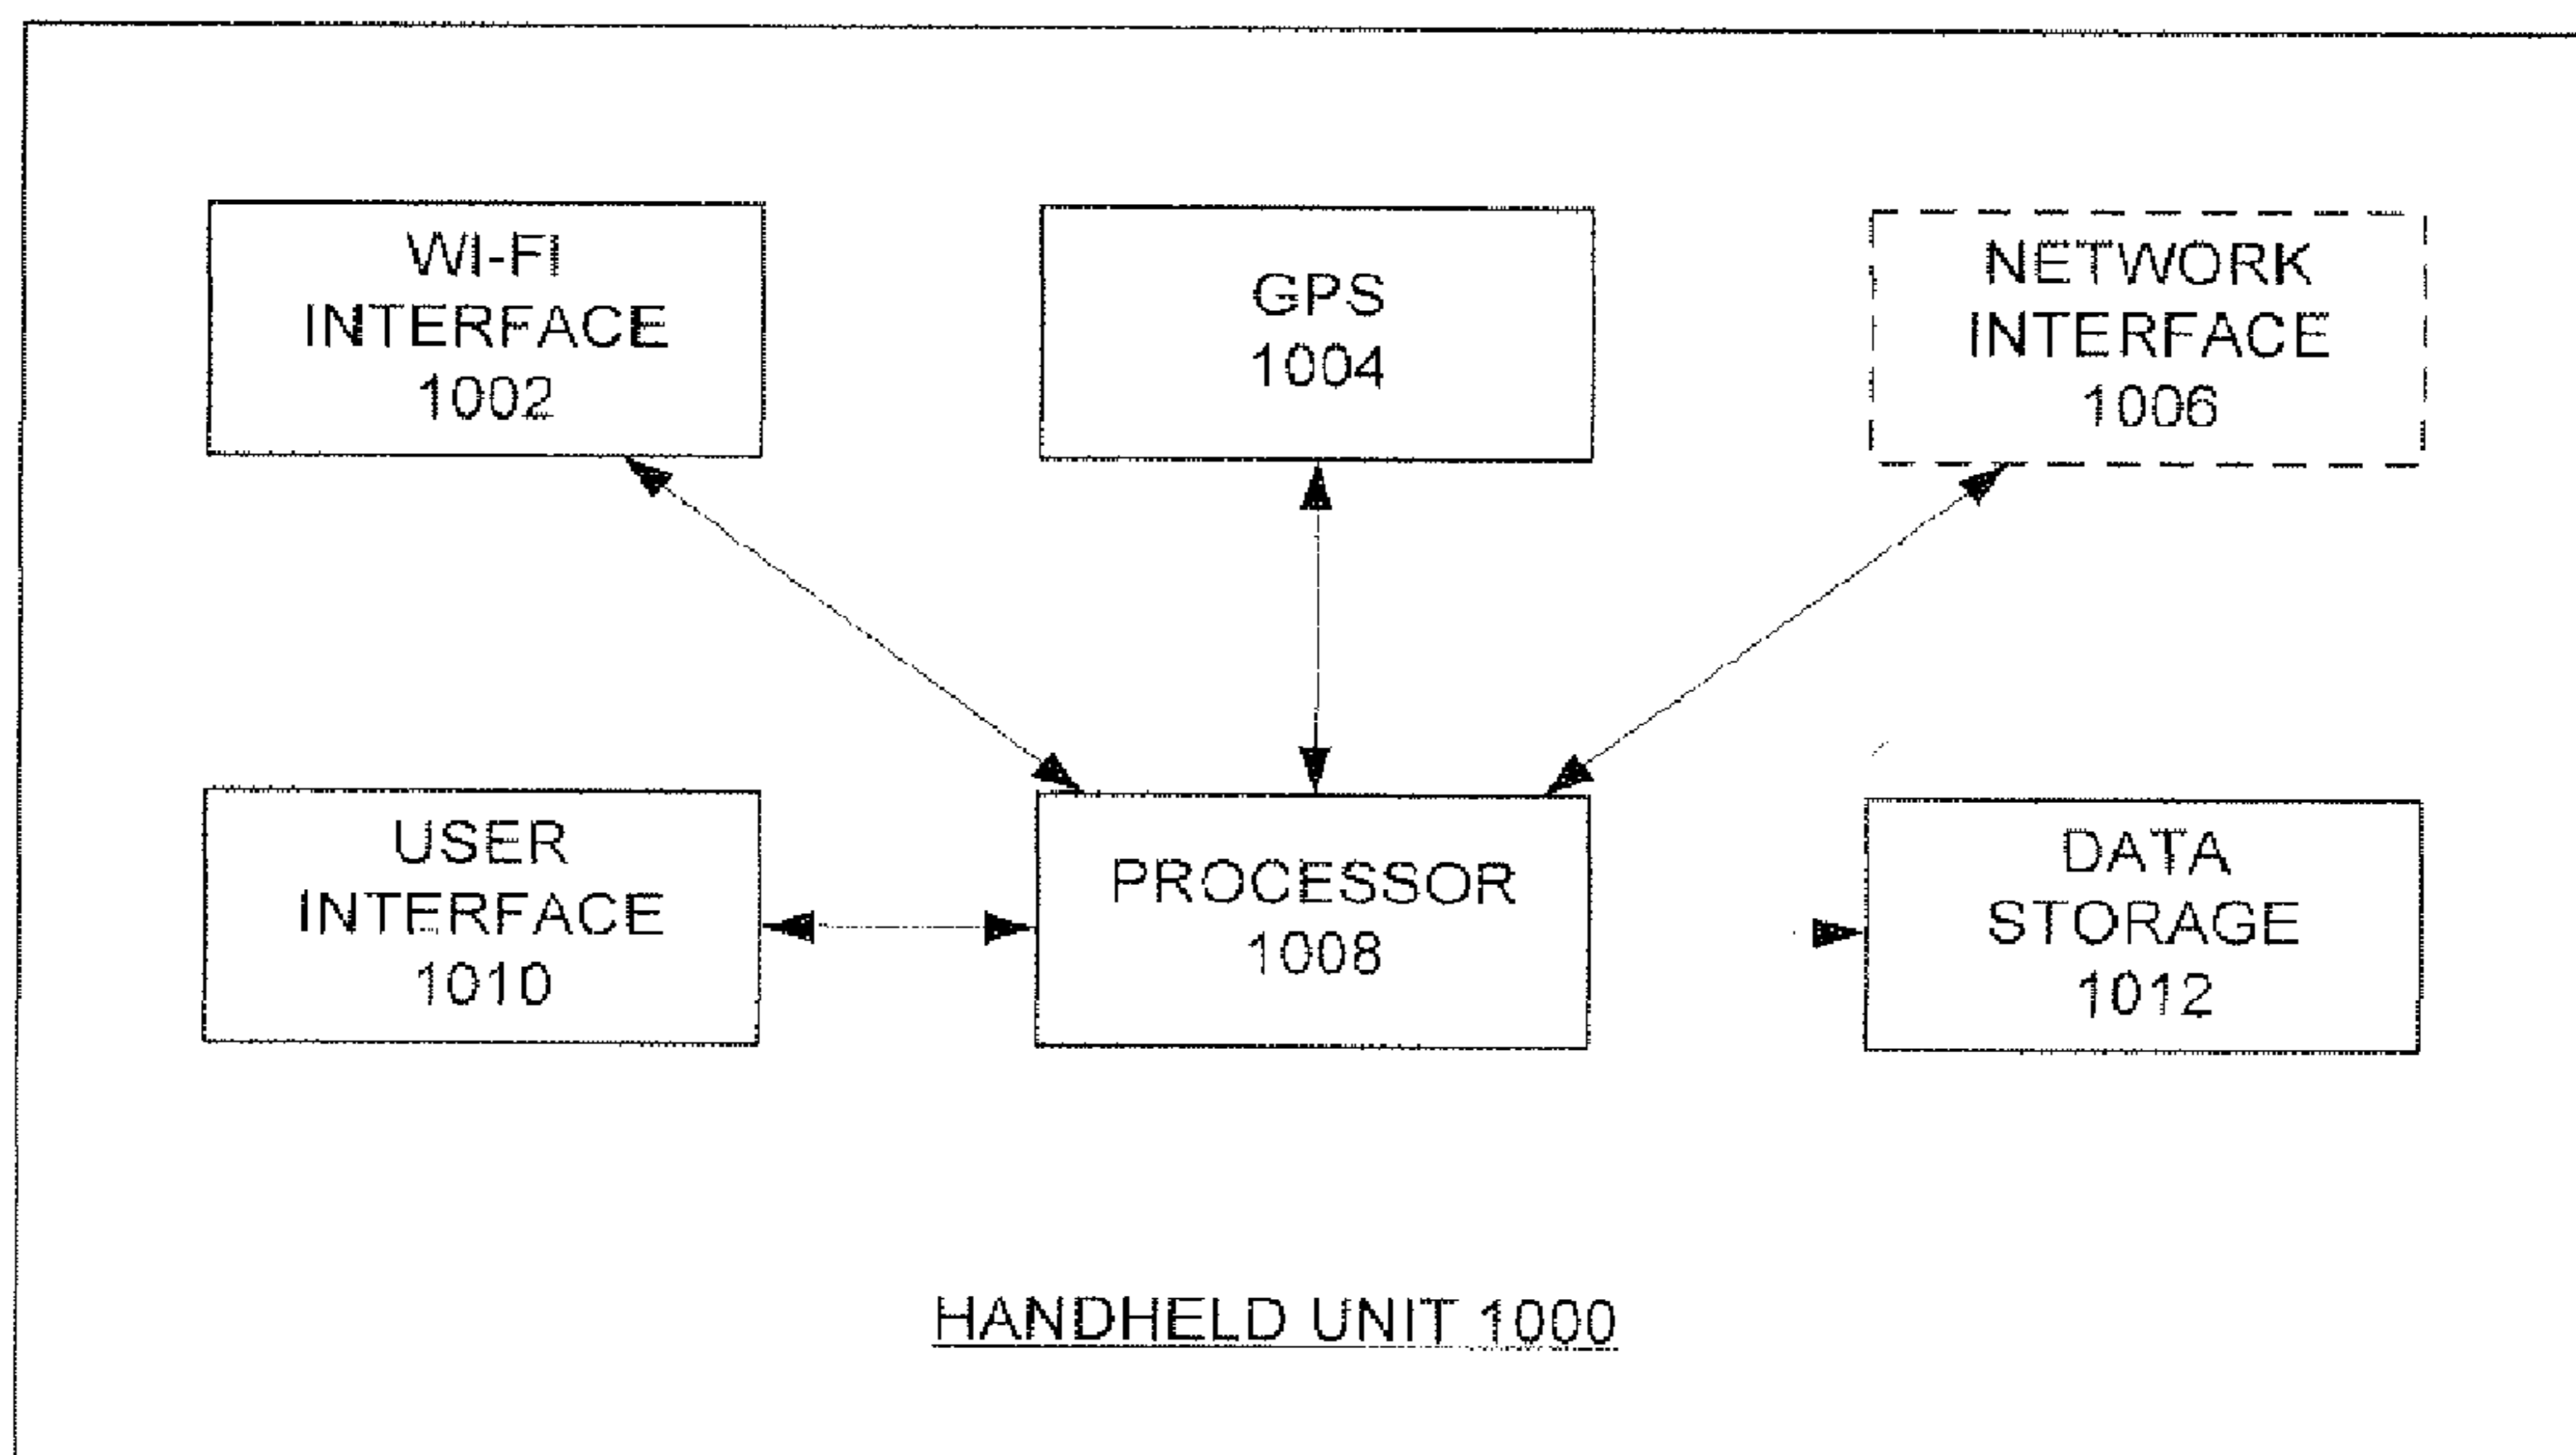 WI-FI
INTERFACE
1002
GPS
1004
NETWORK
INTERFACE
1006
USER
INTERFACE
1010
PROCESSOR
1008
DATA
STORAGE
1012
HANDHELD UNIT 1000